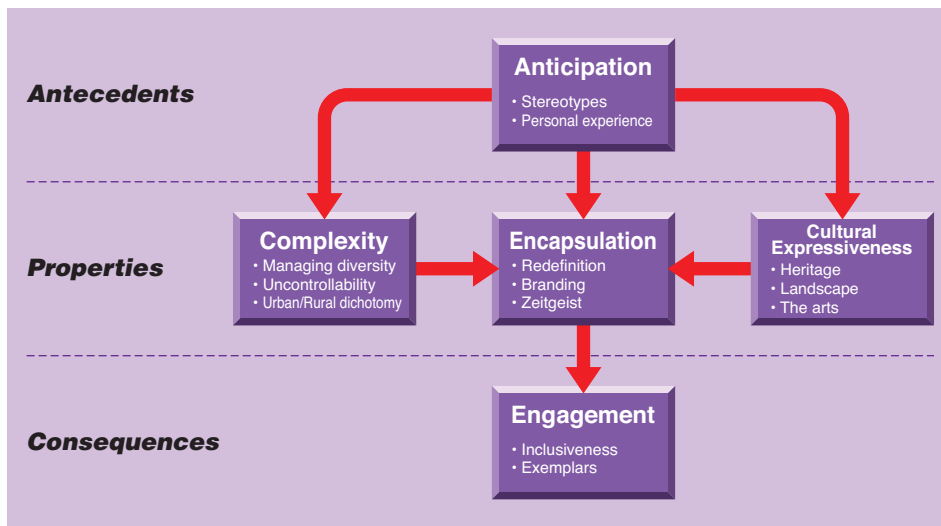 Antecedents
Anticipation
• Stereotypes
• Personal experience
Properties
Complexity
• Managing diversity
• Uncontrollability
• Urban/Rural dichotomy
Encapsulation
• Redefinition
• Branding
• Zeitgeist
Cultural
Expressiveness
• Heritage
• Landscape
• The arts
Consequences
Engagement
• Inclusiveness
• Exemplars